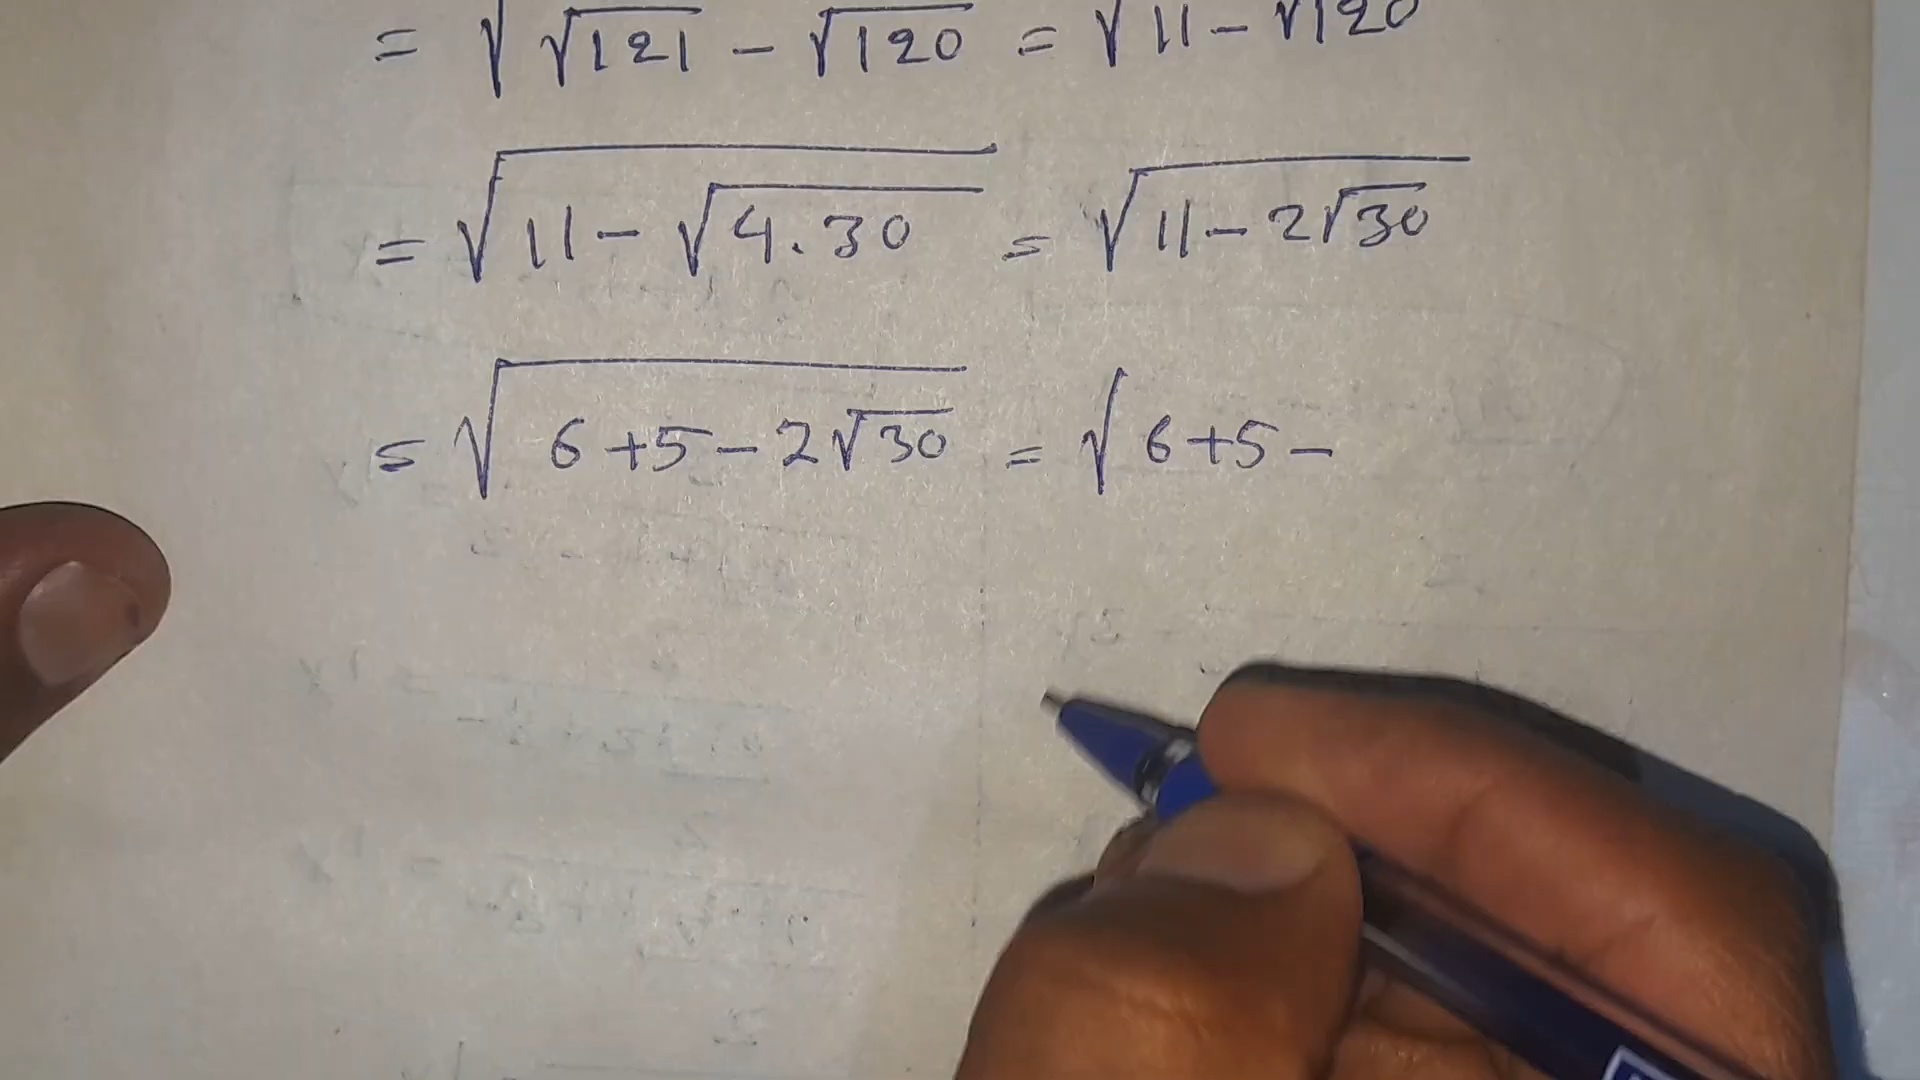 = √(√121 − √120) = √(11 − √120)
= √(11 − √(4.30)) = √(11 − 2√30)
= √(6+5 − 2√30) = √6+5 −